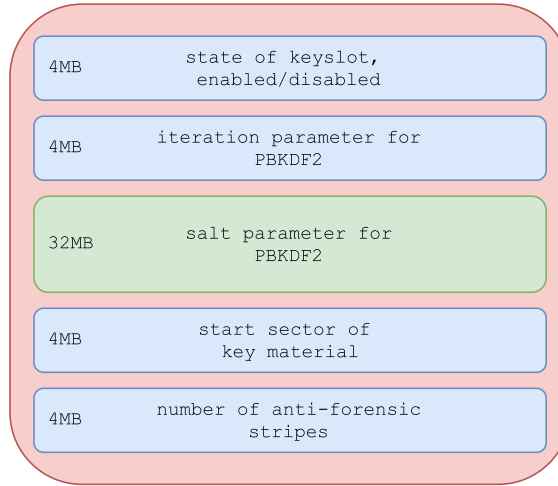 4MB
state of keyslot,
enabled/disabled
4MB
iteration parameter for
PBKDF2
32MB
salt parameter for
PBKDF2
4MB
start sector of
key material
4MB
number of anti-forensic
stripes